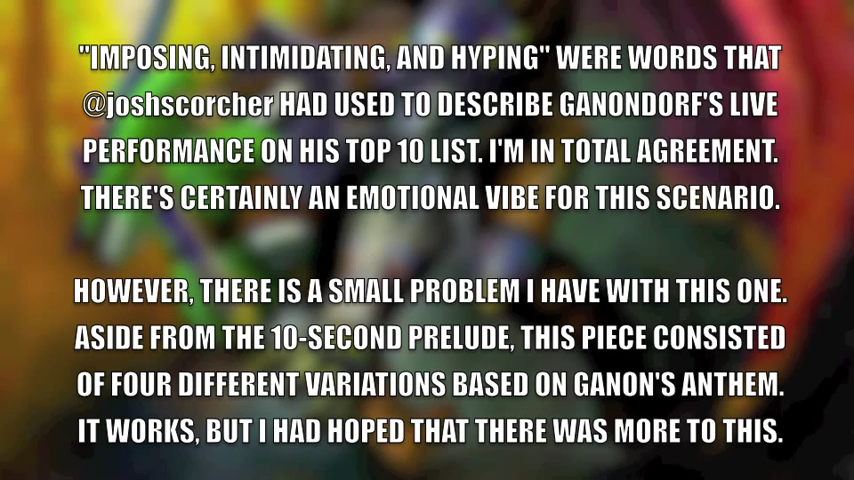 "IMPOSING, INTIMIDATING, AND HYPING" WERE WORDS THAT
@joshscorcher HAD USED TO DESCRIBE GANONDORF'S LIVE
PERFORMANCE ON HIS TOP 10 LIST. I'M IN TOTAL AGREEMENT.
THERE'S CERTAINLY AN EMOTIONAL VIBE FOR THIS SCENARIO.
HOWEVER, THERE IS A SMALL PROBLEM I HAVE WITH THIS ONE.
ASIDE FROM THE 10-SECOND PRELUDE, THIS PIECE CONSISTED
OF FOUR DIFFERENT VARIATIONS BASED ON GANON'S ANTHEM.
IT WORKS, BUT I HAD HOPED THAT THERE WAS MORE TO THIS.